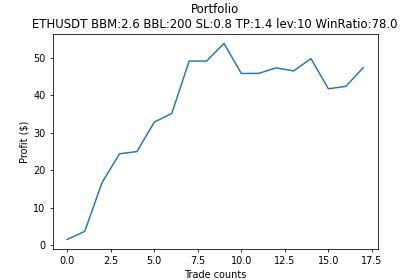 Portfolio
ETHUSDT BBM:2.6 BBL:200 SL:0.8 TP:1.4 lev:10 WinRatio:78.0
50
40
30
20
10
0
Profit ($)
0.0 2.5 5.0 7.5 10.0 12.5 15.0 17.5
Trade counts